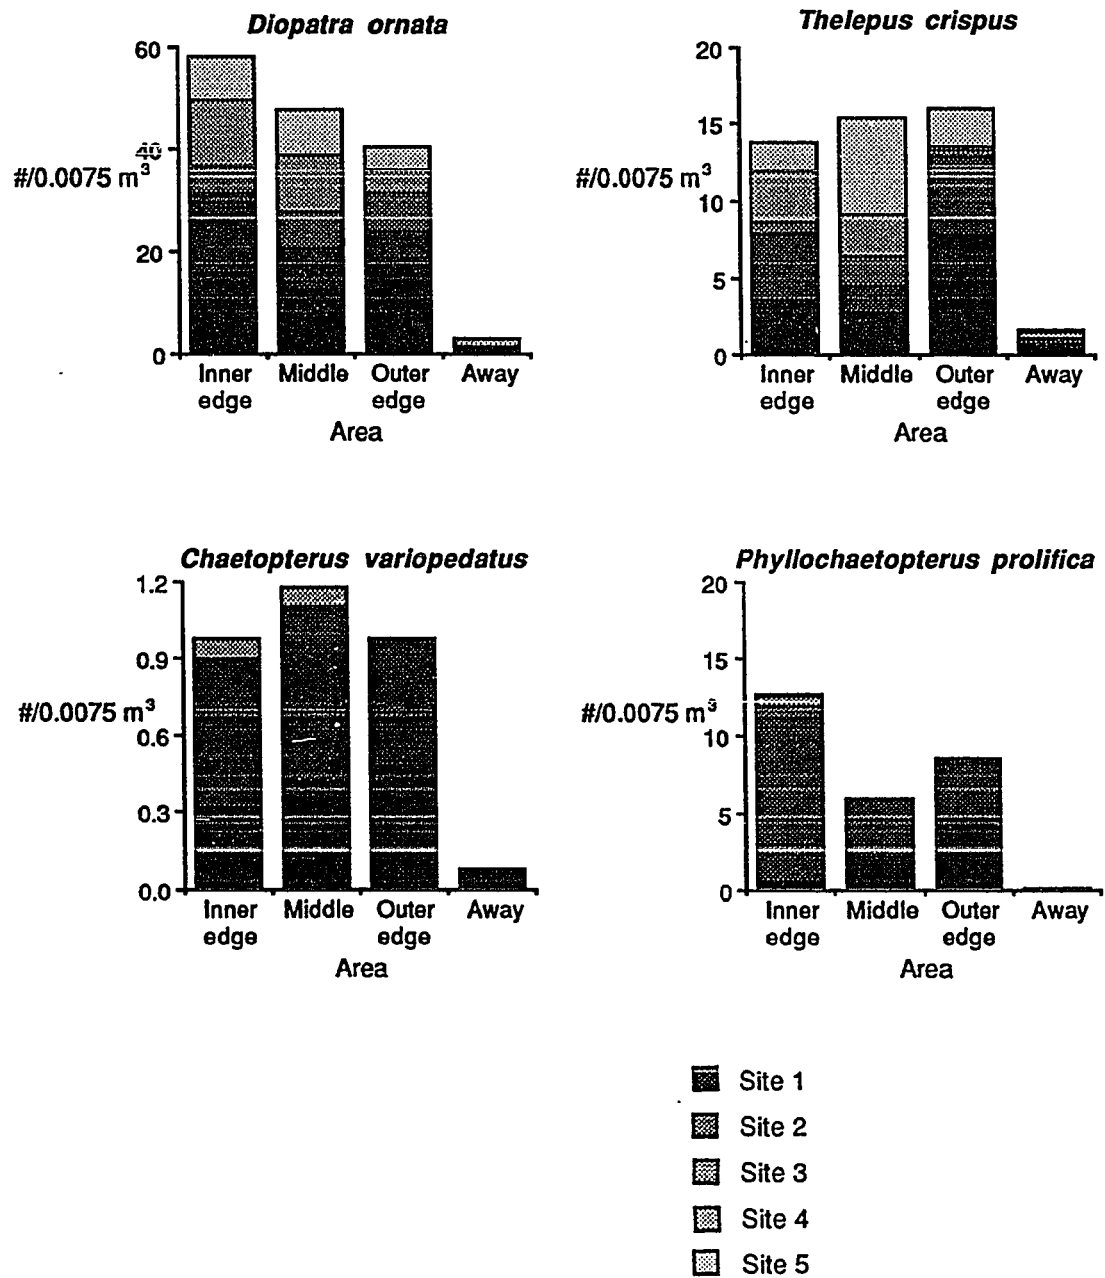 Diopatra ornata
60
40
20
0
#/0.0075 m³
Inner edge
Middle
Outer edge
Away
Area
Thelepus crispus
20
15
10
5
0
#/0.0075 m³
Inner edge
Middle
Outer edge
Away
Area
Chaetopterus variopedatus
1.2
0.9
0.6
0.3
0.0
#/0.0075 m³
Inner edge
Middle
Outer edge
Away
Area
Phyllochaetopterus prolifica
20
15
10
5
0
#/0.0075 m³
Inner edge
Middle
Outer edge
Away
Area
Site 1
Site 2
Site 3
Site 4
Site 5